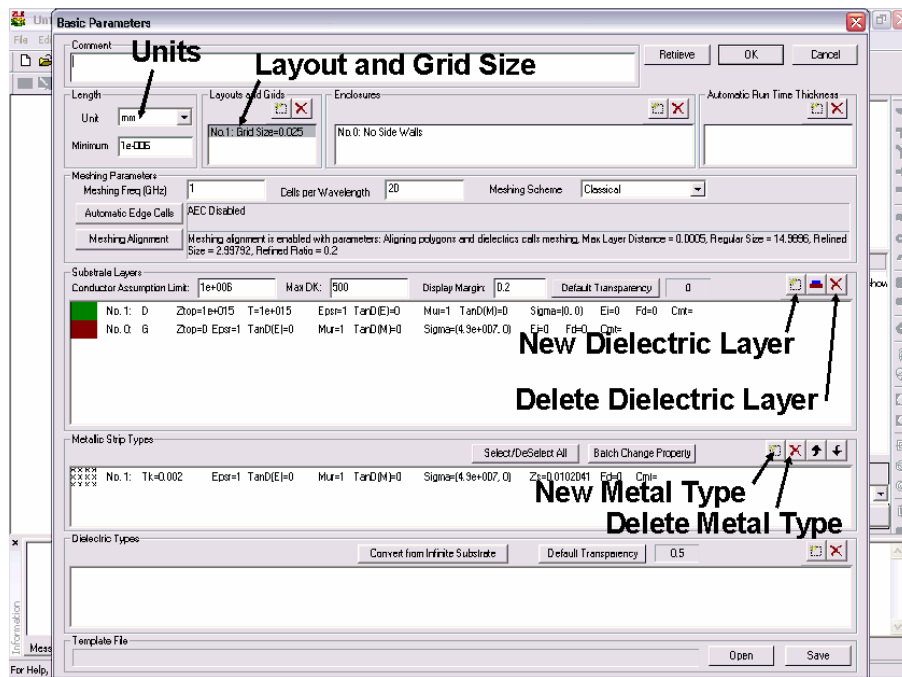 Unt
Basic Parameters
File Edi
Comment
Units
Layout and Grid Size
Retrieve
OK
Cancel
Length
Layouts and Grids
Enclosures
Automatic Run Time Thickness
Unit
mm
No.1: Grid Size=0.025
No.0: No Side Walls
Minimum
1e-006
Meshing Parameters
Meshing Freq (GHz)
1
Cells per Wavelength
20
Meshing Scheme
Classical
Automatic Edge Cells
AEC Disabled
Meshing Alignment
Meshing alignment is enabled with parameters: Aligning polygons and dielectrics calls meshing, Max Layer Distance = 0.0005, Regular Size = 14.9896, Refined
Size = 2.99792, Refined Ratio = 0.2
Substrate Layers
Conductor Assumption Limit:
1e+006
Max DK:
500
Display Margin:
0.2
Default Transparency
0
how
No. 1: D Ztop=1e+015 T=1e+015 Epsr=1 TanD(E)=0 Mur=1 TanD(M)=0 Sigma=(0, 0) Ei=0 Fd=0 Cmt=
No. 0: G Ztop=0 Epsr=1 TanD(E)=0 Mur=1 TanD(M)=0 Sigma=(4.9e+007, 0) Ei=0 Fd=0 Cmt=
New Dielectric Layer
Delete Dielectric Layer
Metallic Strip Types
Select/DeSelect All
Batch Change Property
No. 1: Tk=0.002 Epsr=1 TanD(E)=0 Mur=1 TanD(M)=0 Sigma=(4.9e+007, 0) Zs=0.0102041 Fd=0 Cmt=
New Metal Type
Delete Metal Type
Dielectric Types
Convert from Infinite Substrate
Default Transparency
0.5
Information
Template File
Mess
Open
Save
For Help,